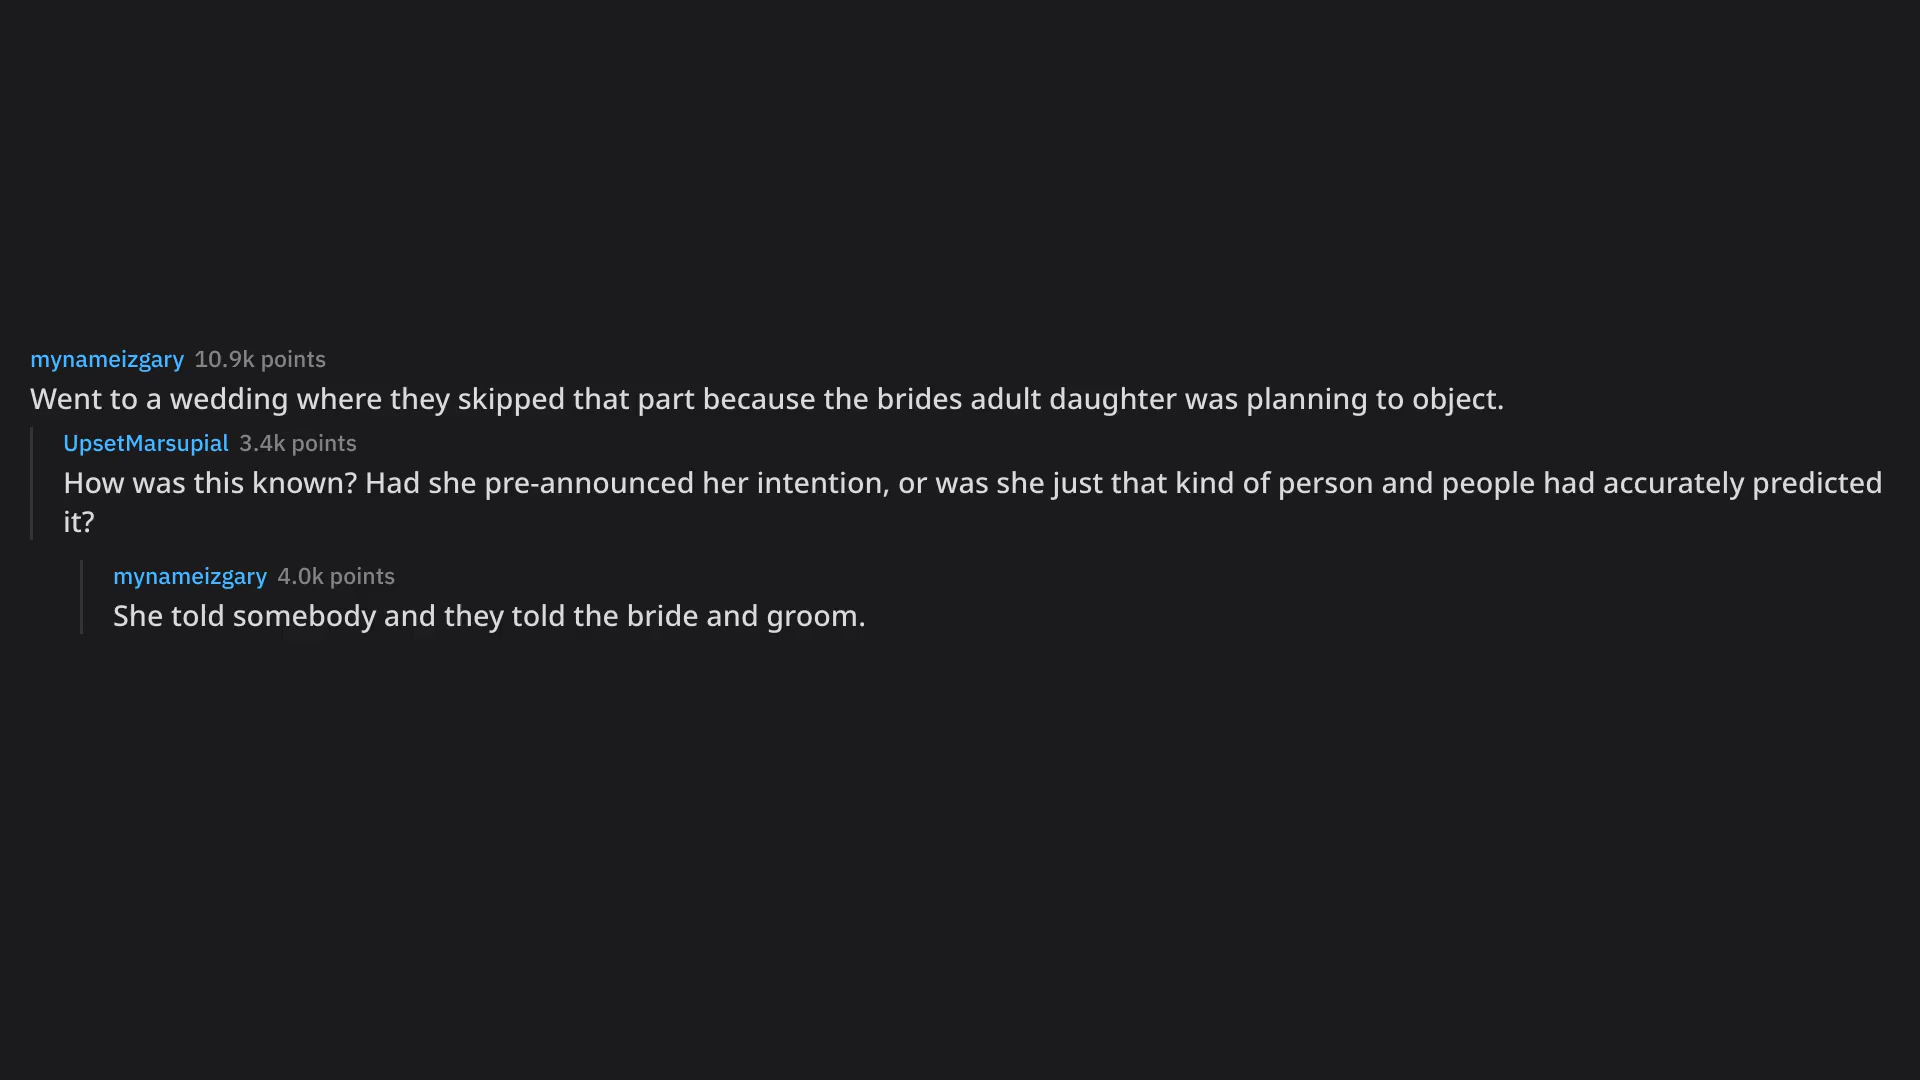 mynameizgary 10.9k points
Went to a wedding where they skipped that part because the brides adult daughter was planning to object.
UpsetMarsupial 3.4k points
How was this known? Had she pre-announced her intention, or was she just that kind of person and people had accurately predicted
it?
mynameizgary 4.0k points
She told somebody and they told the bride and groom.